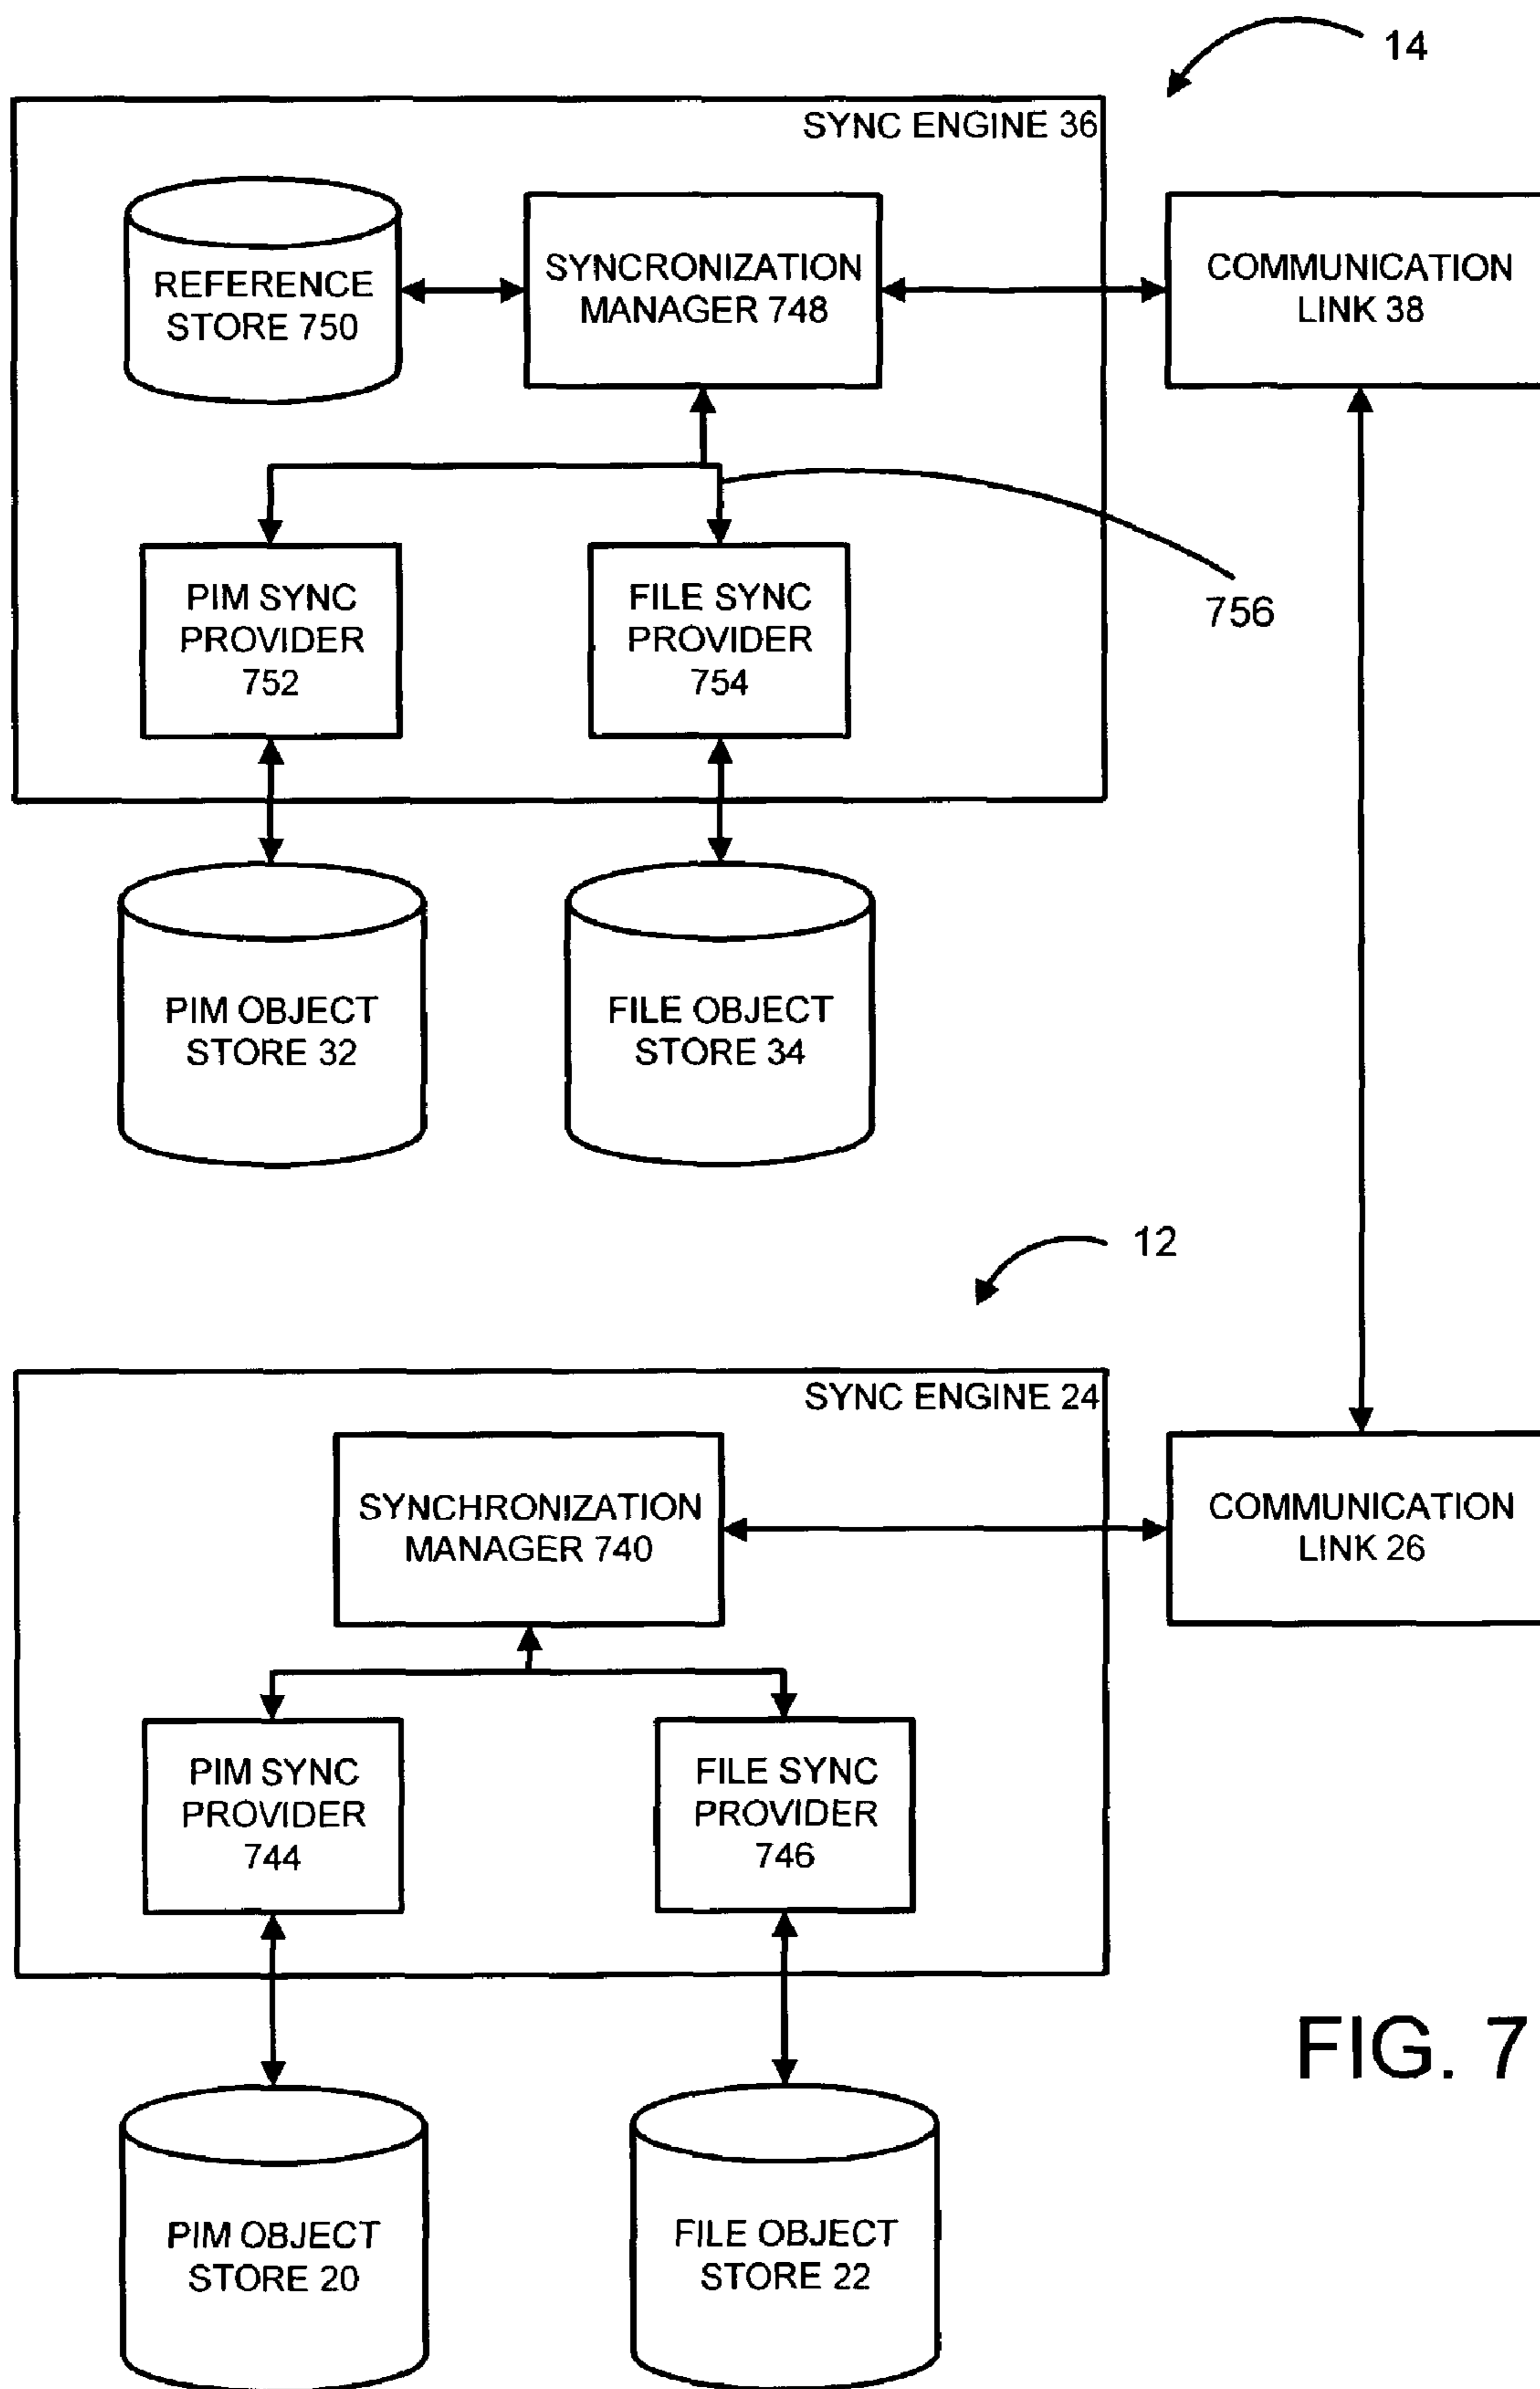 14
SYNC ENGINE 36
REFERENCE
STORE 750
SYNCRONIZATION
MANAGER 748
COMMUNICATION
LINK 38
PIM SYNC
PROVIDER
752
FILE SYNC
PROVIDER
754
756
PIM OBJECT
STORE 32
FILE OBJECT
STORE 34
12
SYNC ENGINE 24
SYNCHRONIZATION
MANAGER 740
COMMUNICATION
LINK 26
PIM SYNC
PROVIDER
744
FILE SYNC
PROVIDER
746
FIG. 7
PIM OBJECT
STORE 20
FILE OBJECT
STORE 22